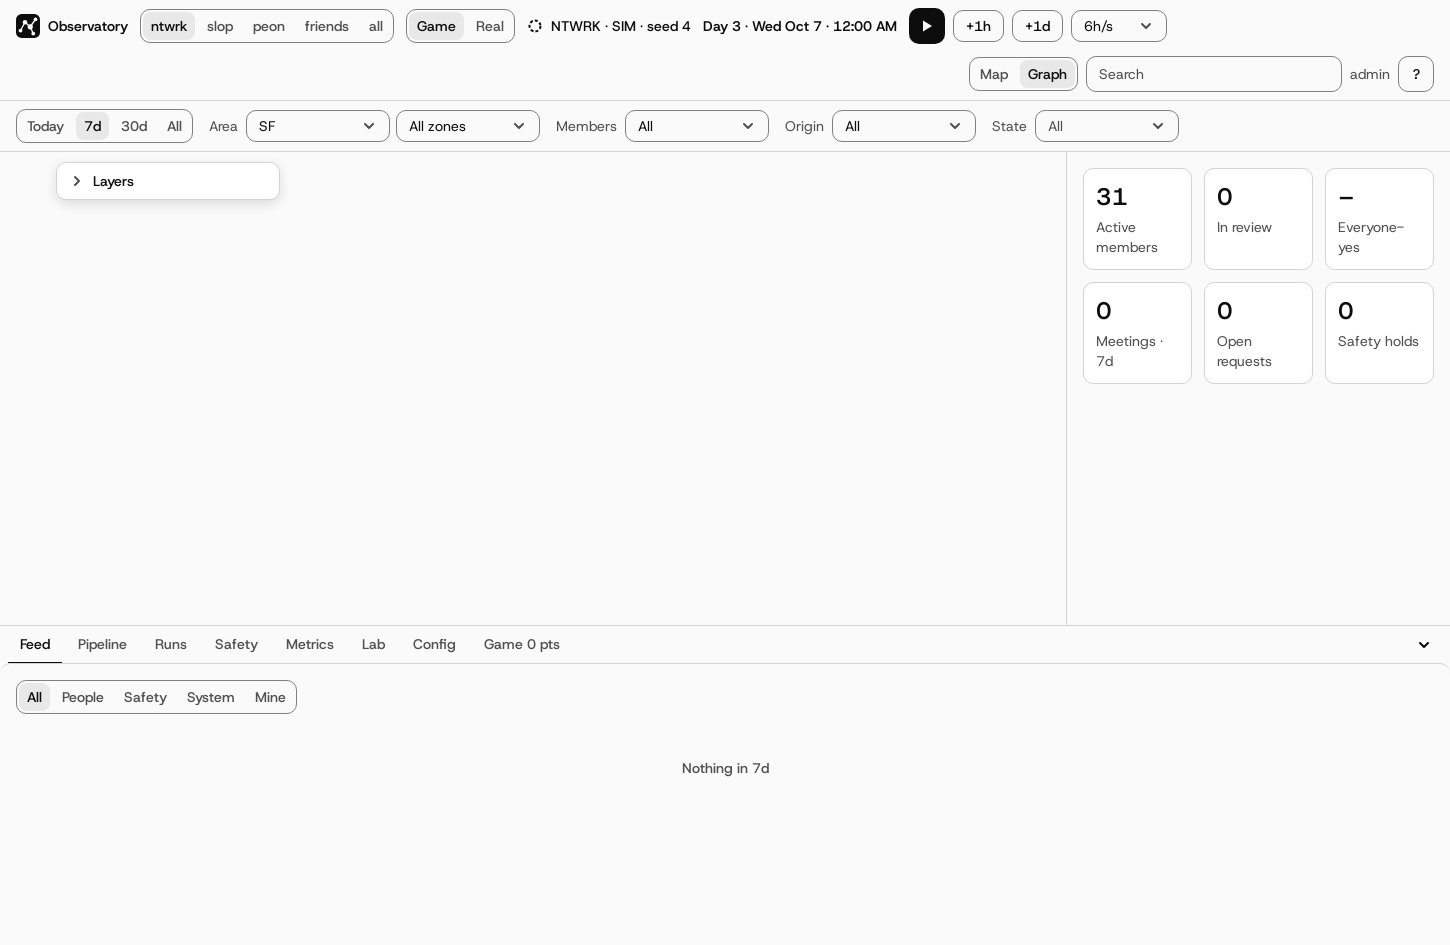 Observatory
ntwrk slop peon friends all
Game Real
NTWRK · SIM · seed 4 Day 3 · Wed Oct 7 · 12:00 AM
+1h
+1d
6h/s
Map Graph
Search
admin
?
Today 7d 30d All
Area SF
All zones
Members All
Origin All
State All
Layers
31
Active
members
0
In review
–
Everyone-
yes
0
Meetings ·
7d
0
Open
requests
0
Safety holds
Feed Pipeline Runs Safety Metrics Lab Config Game 0 pts
All People Safety System Mine
Nothing in 7d